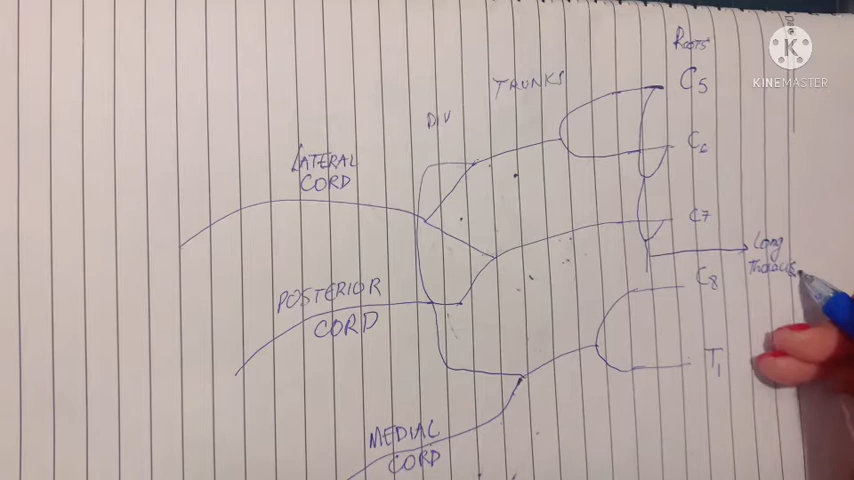 ROOTS
KINEMASTER
TRUNKS
C5
DIV
C6
LATERAL
CORD
C7
Long
Thoracic
C8
POSTERIOR
CORD
T1
MEDIAL
CORD